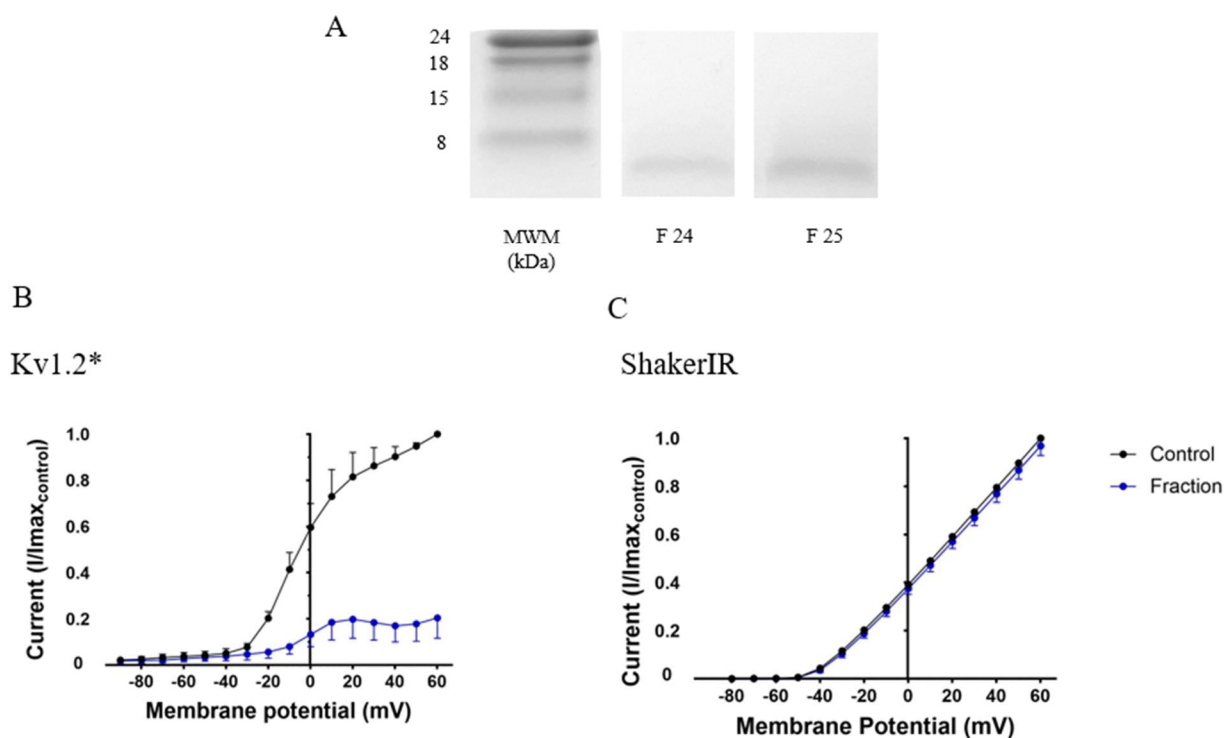 A
24
18
15
8
MWM
(kDa)
F 24
F 25
B
C
Kv1.2*
ShakerIR
Current (I/Imaxcontrol)
1.0
0.8
0.6
0.4
0.2
0
-80 -60 -40 -20 0 20 40 60
Membrane potential (mV)
Current (I/Imaxcontrol)
1.0
0.8
0.6
0.4
0.2
0
-80 -60 -40 -20 0 20 40 60
Membrane Potential (mV)
Control
Fraction